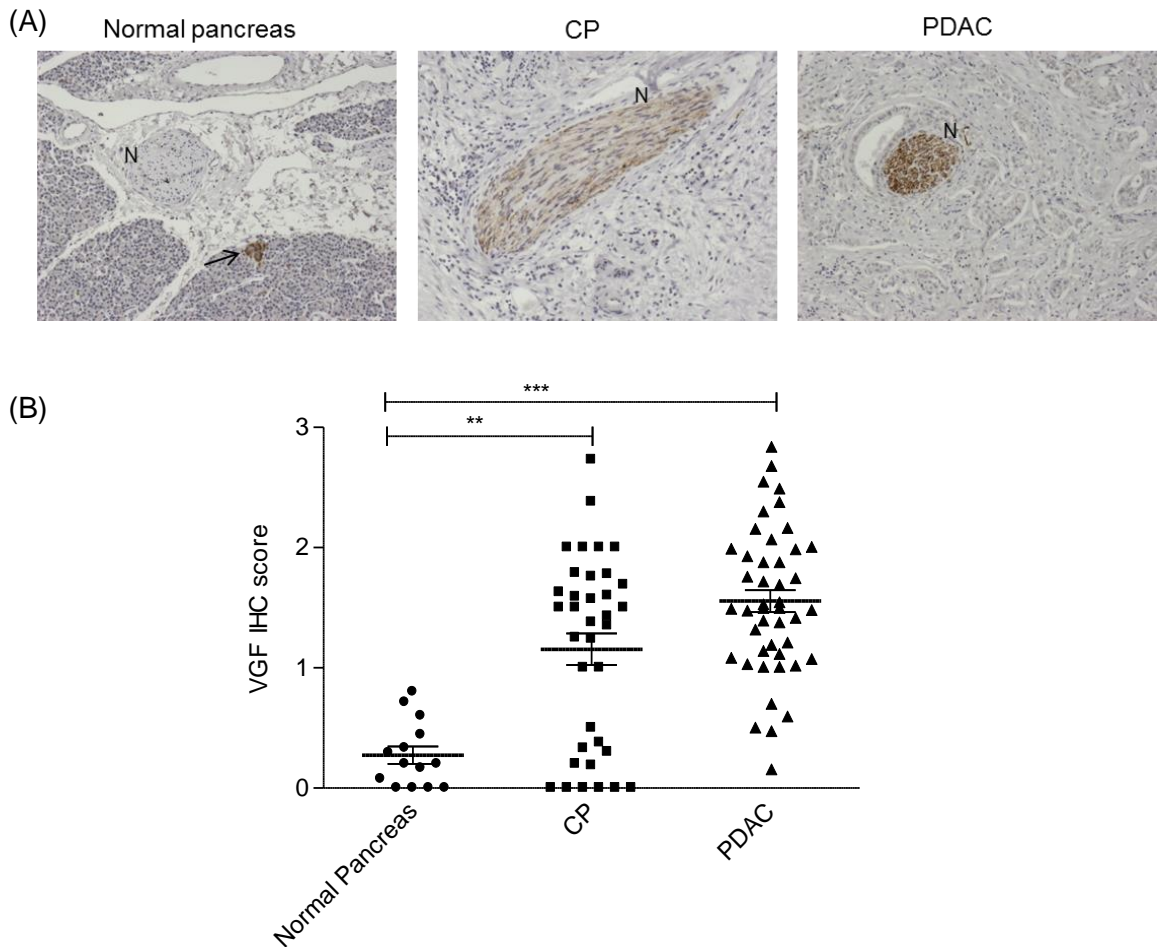 (A)
Normal pancreas
CP
PDAC
N
N
N
(B)
***
**
3
2
1
0
VGF IHC score
Normal Pancreas
CP
PDAC